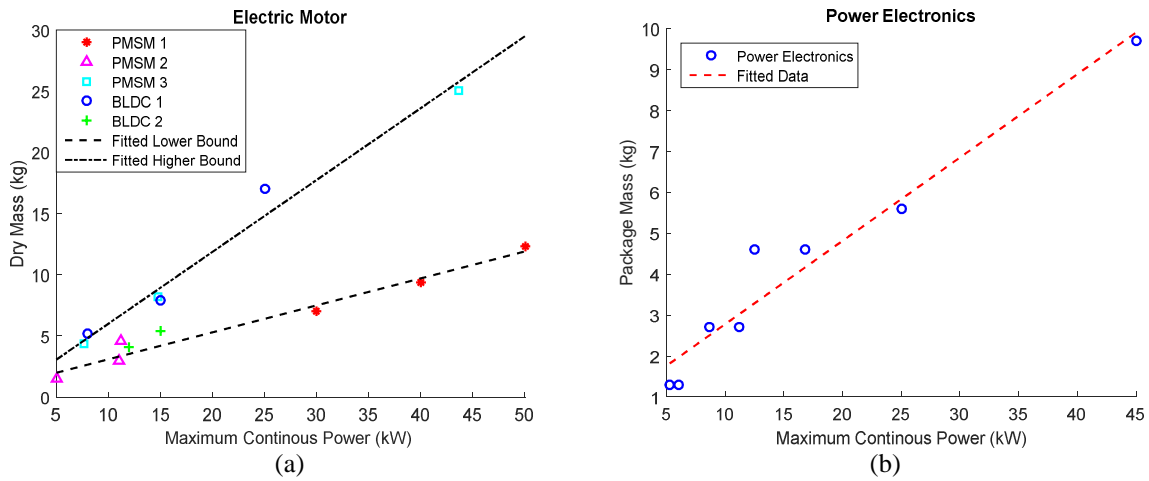 Electric Motor
30
25
20
15
10
5
0
Dry Mass (kg)
PMSM 1
PMSM 2
PMSM 3
BLDC 1
BLDC 2
Fitted Lower Bound
Fitted Higher Bound
5 10 15 20 25 30 35 40 45 50
Maximum Continous Power (kW)
(a)
Power Electronics
10
9
8
7
6
5
4
3
2
1
Package Mass (kg)
Power Electronics
Fitted Data
5 10 15 20 25 30 35 40 45
Maximum Continous Power (kW)
(b)